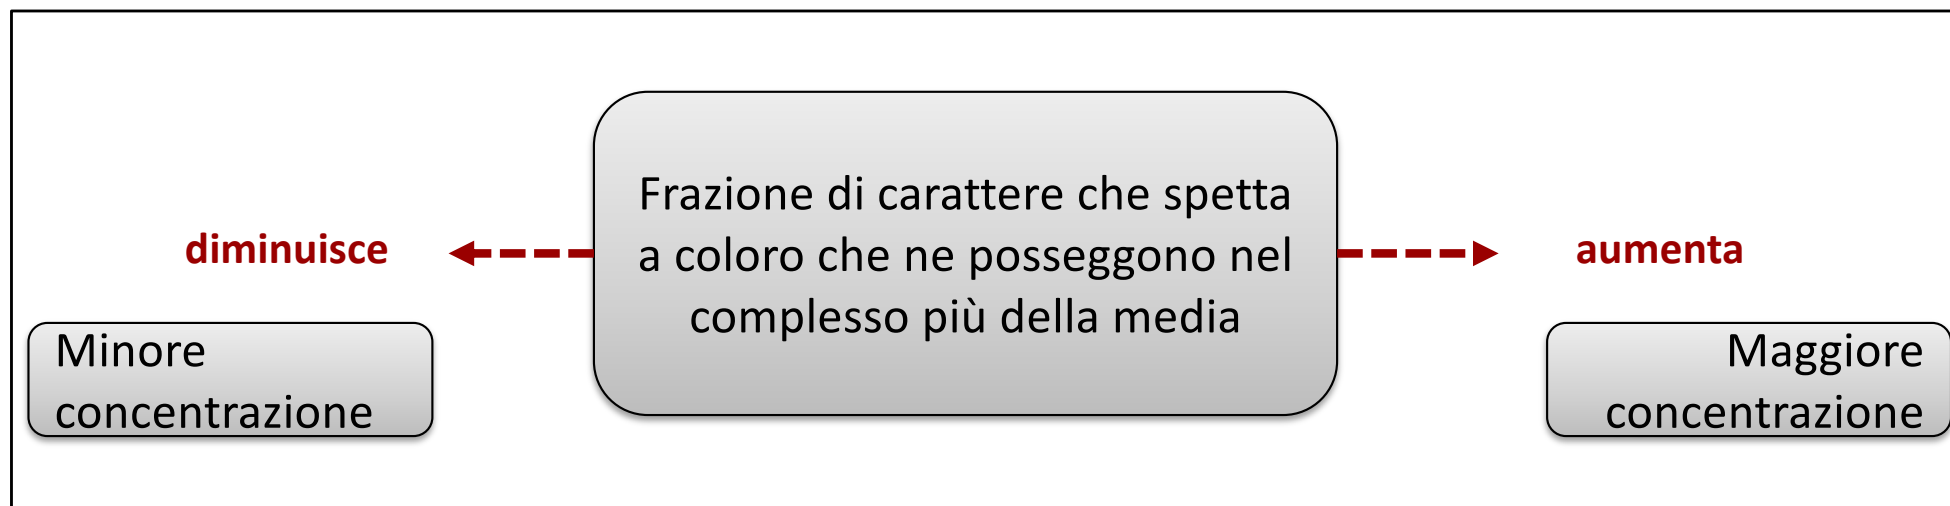 Frazione di carattere che spetta
a coloro che ne posseggono nel
complesso più della media
diminuisce
aumenta
Minore
concentrazione
Maggiore
concentrazione